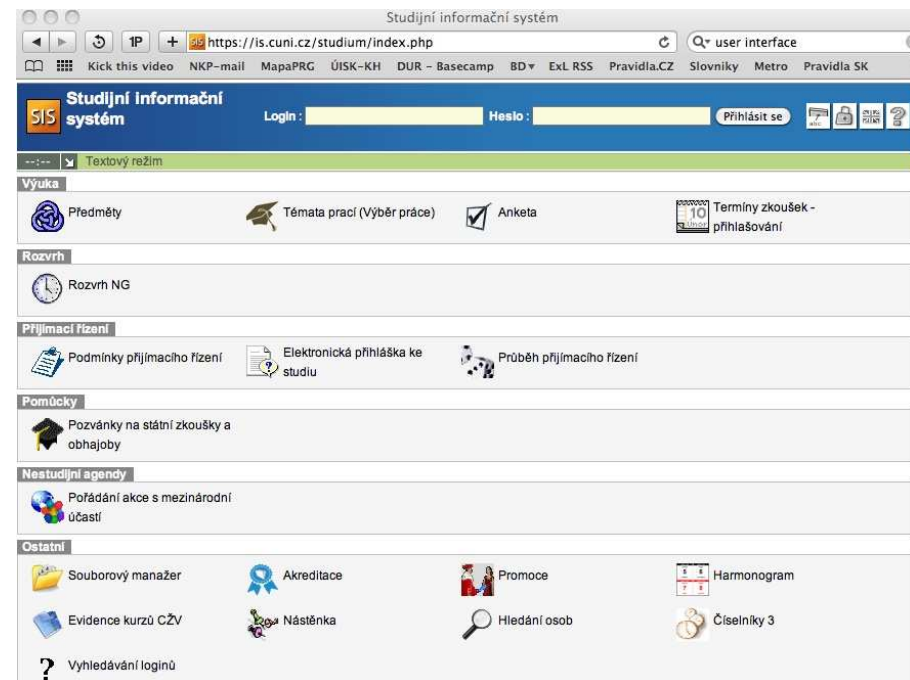 Studijní informační systém
1P + https://is.cuni.cz/studium/index.php user interface
Kick this video NKP-mail MapaPRG ÚISK-KH DUR - Basecamp BD ExL RSS Pravidla.CZ Slovniky Metro Pravidla SK
SIS Studijní informační
systém
Login : Heslo : Přihlásit se
--:-- Textový režim
Výuka
Předměty Témata prací (Výběr práce) Anketa Termíny zkoušek -
přihlašování
10
Rozvrh
Rozvrh NG
Přijímací řízení
Podmínky přijímacího řízení Elektronická přihláška ke
studiu Průběh přijímacího řízení
Pomůcky
Pozvánky na státní zkoušky a
obhajoby
Nestudijní agendy
Pořádání akce s mezinárodní
účastí
Ostatní
Souborový manažer Akreditace Promoce Harmonogram
Evidence kurzů CŽV Nástěnka Hledání osob Číselníky 3
? Vyhledávání loginů